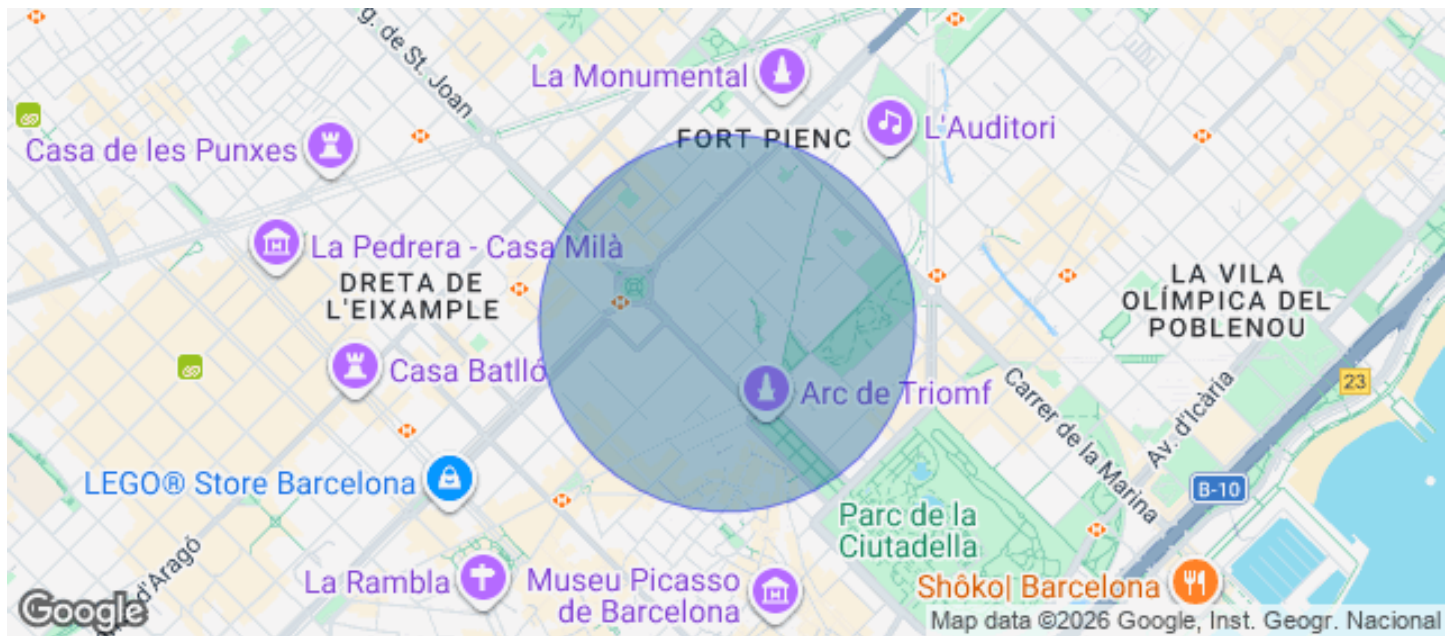 g. de St. Joan
La Monumental
FORT PIENC
L'Auditori
Casa de les Punxes
La Pedrera - Casa Milà
DRETA DE
L'EIXAMPLE
LA VILA
OLÍMPICA DEL
POBLENOU
Casa Batlló
Arc de Triomf
23
Carrer de la Marina
Av. d'Icària
LEGO® Store Barcelona
B-10
Parc de la
Ciutadella
d'Aragó
La Rambla
Museu Picasso
de Barcelona
Shôko| Barcelona
Google
Map data ©2026 Google, Inst. Geogr. Nacional